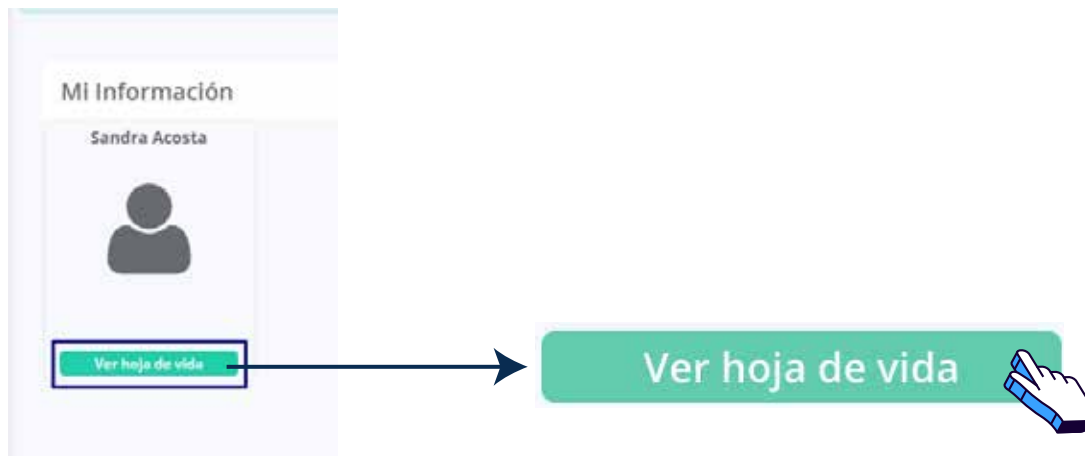 Mi Información
Sandra Acosta
Ver hoja de vida
Ver hoja de vida